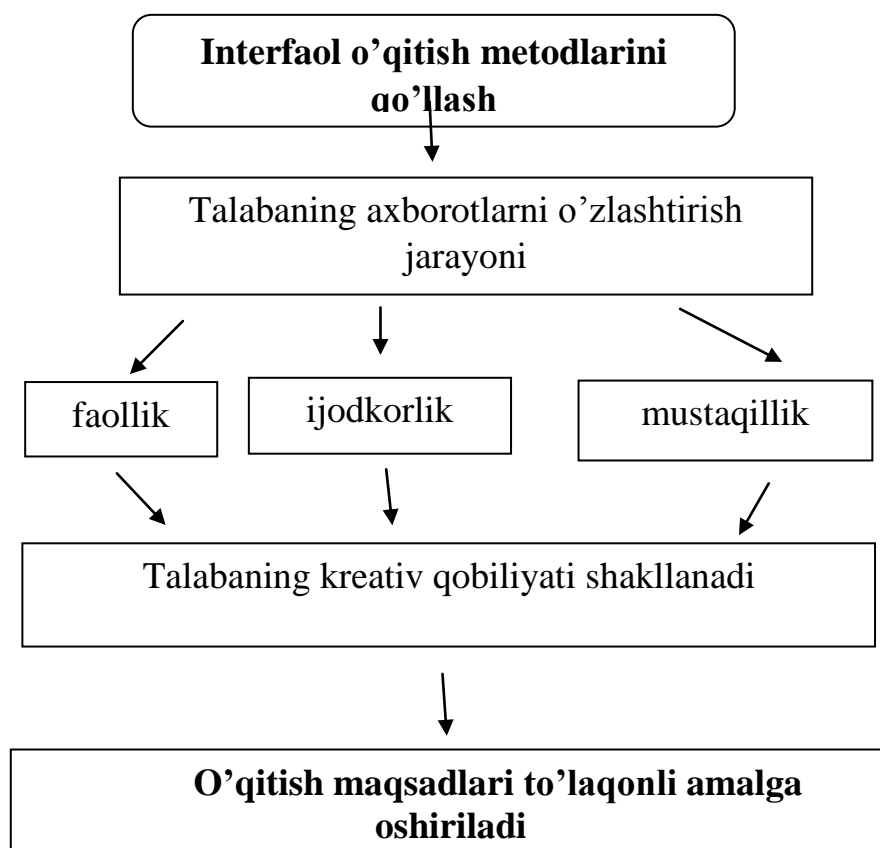 Interfaol o’qitish metodlarini
qo’llash
Talabaning axborotlarni o’zlashtirish
jarayoni
faollik
ijodkorlik
mustaqillik
Talabaning kreativ qobiliyati shakllanadi
O’qitish maqsadlari to’laqonli amalga
oshiriladi